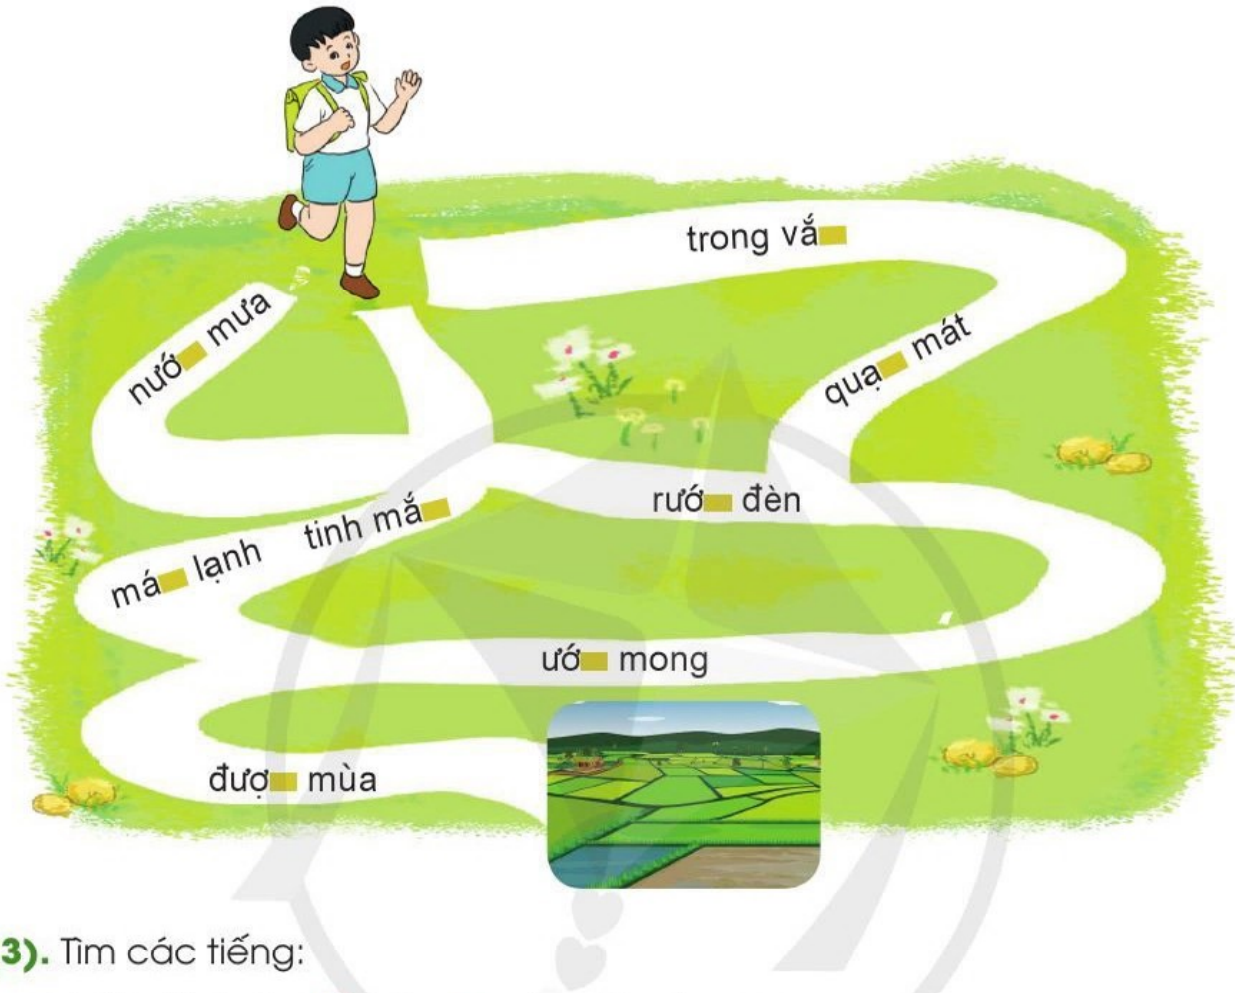 trong vắ
nướ mưa
quạ mát
rướ đèn
tinh mắ
má lạnh
ướ mong
đượ mùa
3). Tìm các tiếng: